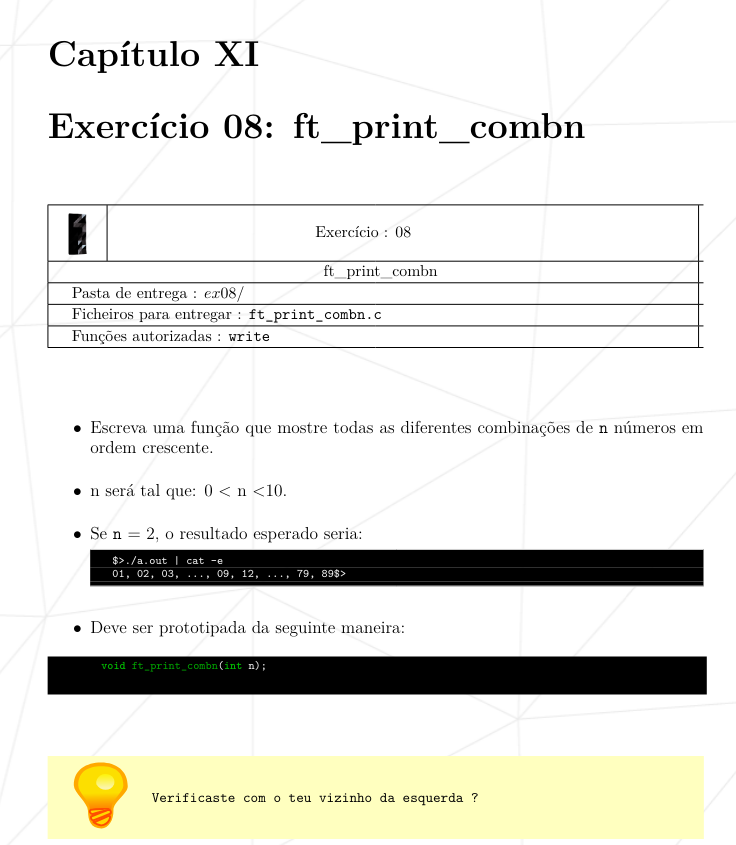 Capítulo XI
Exercício 08: ft_print_combn
Exercício : 08
ft_print_combn
Pasta de entrega : ex08/
Ficheiros para entregar : ft_print_combn.c
Funções autorizadas : write
• Escreva uma função que mostre todas as diferentes combinações de n números em
ordem crescente.
• n será tal que: 0 < n <10.
• Se n = 2, o resultado esperado seria:
$>./a.out | cat -e
01, 02, 03, ..., 09, 12, ..., 79, 89$>
• Deve ser prototipada da seguinte maneira:
void ft_print_combn(int n);
Verificaste com o teu vizinho da esquerda ?